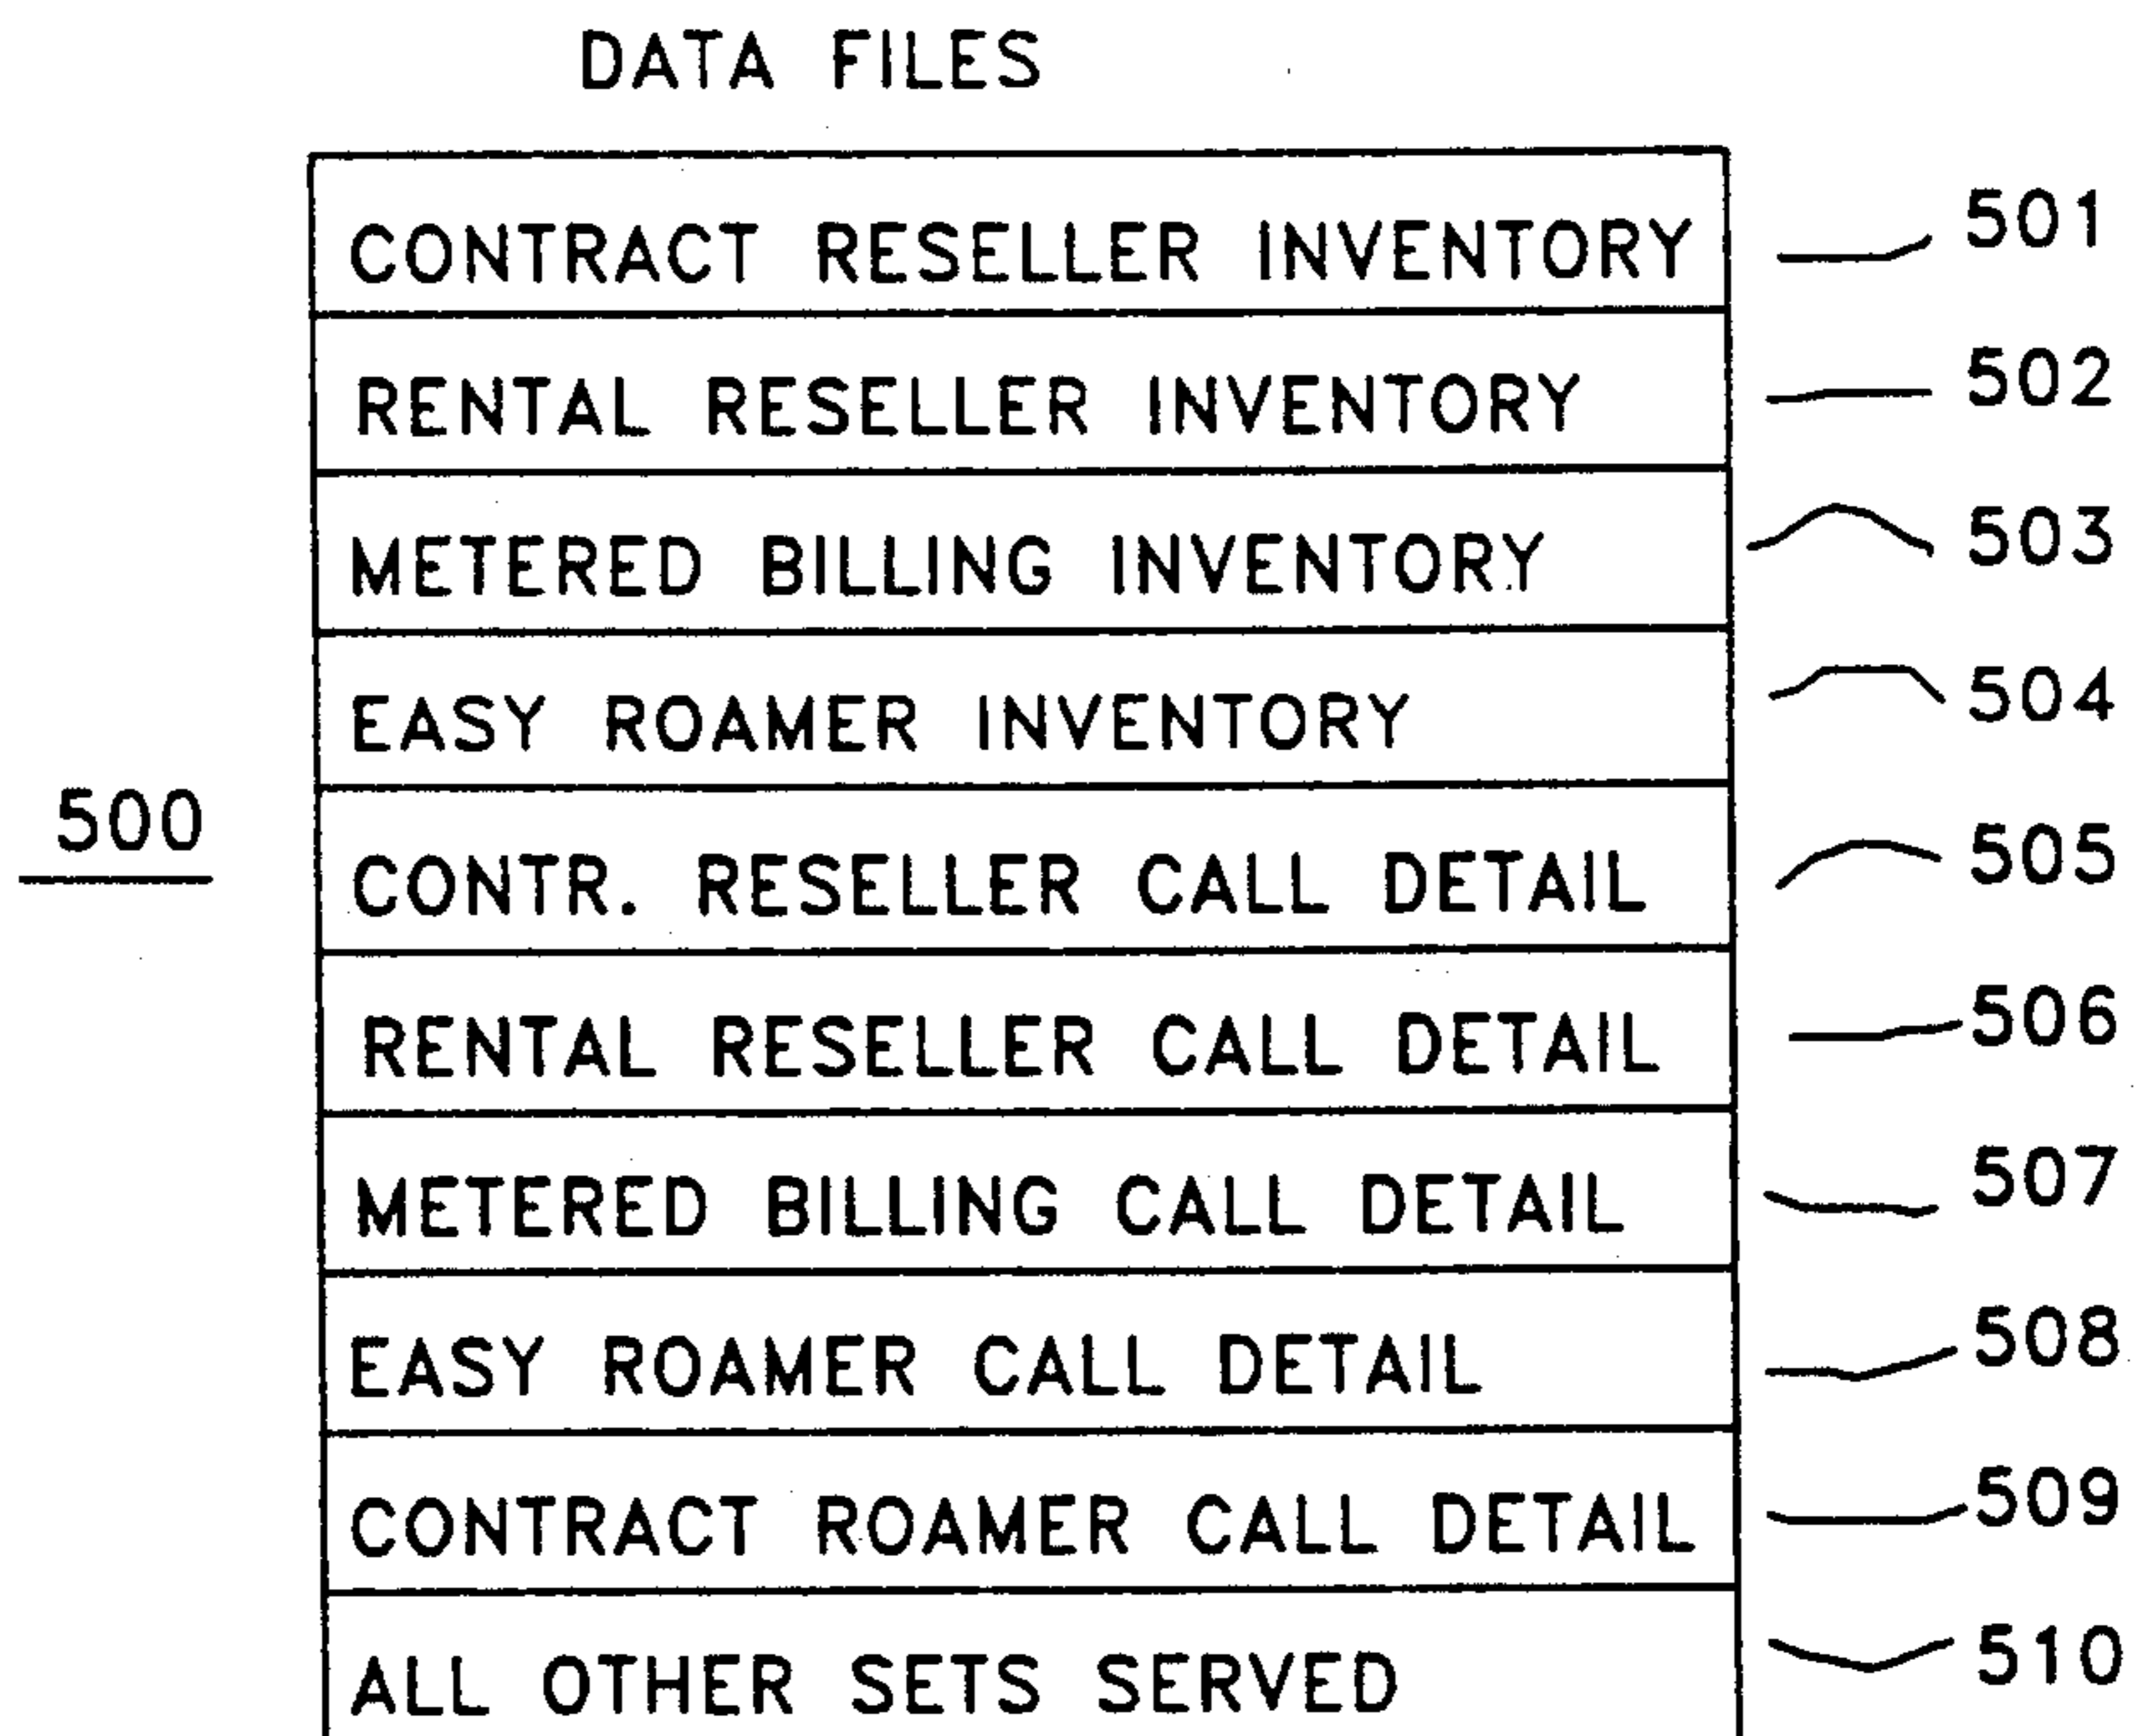 DATA FILES
CONTRACT RESELLER INVENTORY 501
RENTAL RESELLER INVENTORY 502
METERED BILLING INVENTORY 503
EASY ROAMER INVENTORY 504
500
CONTR. RESELLER CALL DETAIL 505
RENTAL RESELLER CALL DETAIL 506
METERED BILLING CALL DETAIL 507
EASY ROAMER CALL DETAIL 508
CONTRACT ROAMER CALL DETAIL 509
ALL OTHER SETS SERVED 510